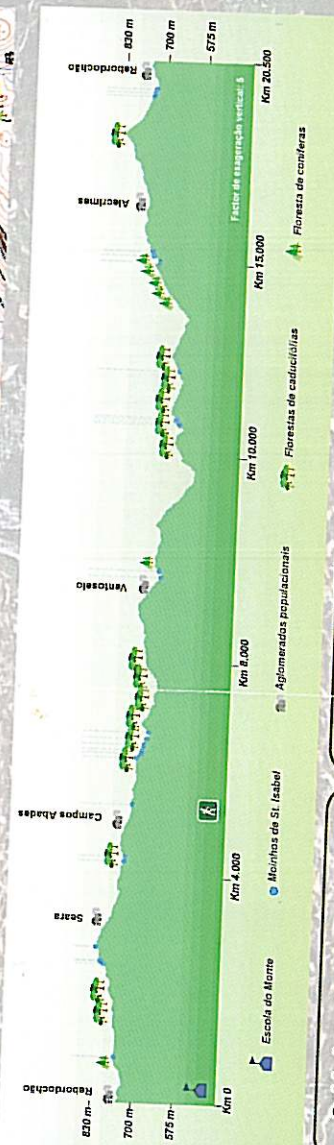 830 m
700 m
575 m
Rebordochão
Seara
Campos Abades
Ventoselo
Alecrimes
Rebordochão
830 m
700 m
575 m
Factor de exageração vertical: 5
Km 0
Km 4.000
Km 8.000
Km 10.000
Km 15.000
Km 20.500
Escola do Monte
Moinhos de St. Isabel
Aglomerados populacionais
Florestas de caducifólias
Floresta de coníferas